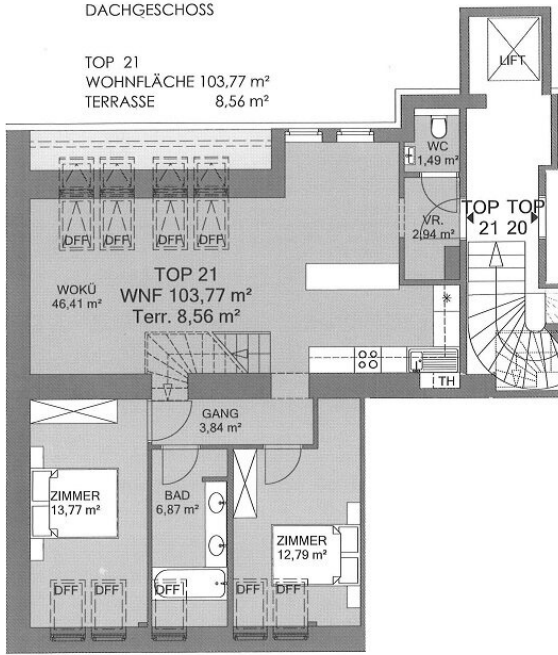 DACHGESCHOSS
TOP 21
WOHNFLÄCHE 103,77 m²
TERRASSE 8,56 m²
LIFT
WC
1,49 m²
VR.
2,94 m²
TOP TOP
21 20
DFF DFF DFF DFF
WOKÜ
46,41 m²
TOP 21
WNF 103,77 m²
Terr. 8,56 m²
TH
GANG
3,84 m²
ZIMMER
13,77 m²
BAD
6,87 m²
ZIMMER
12,79 m²
DFF DFF DFF DFF DFF